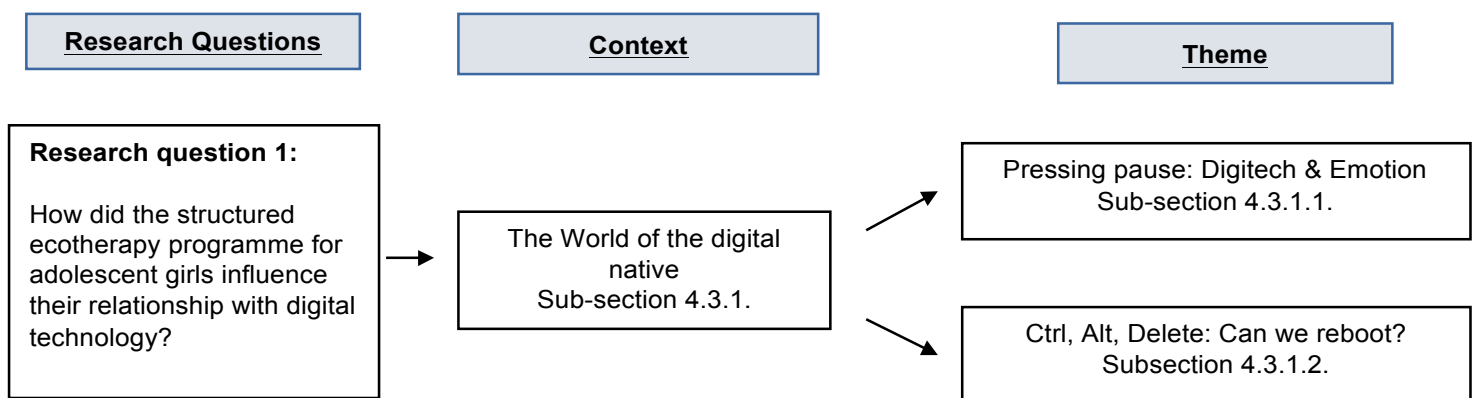 Research Questions
Context
Theme
Research question 1:
How did the structured
ecotherapy programme for
adolescent girls influence
their relationship with digital
technology?
The World of the digital
native
Sub-section 4.3.1.
Pressing pause: Digitech & Emotion
Sub-section 4.3.1.1.
Ctrl, Alt, Delete: Can we reboot?
Subsection 4.3.1.2.